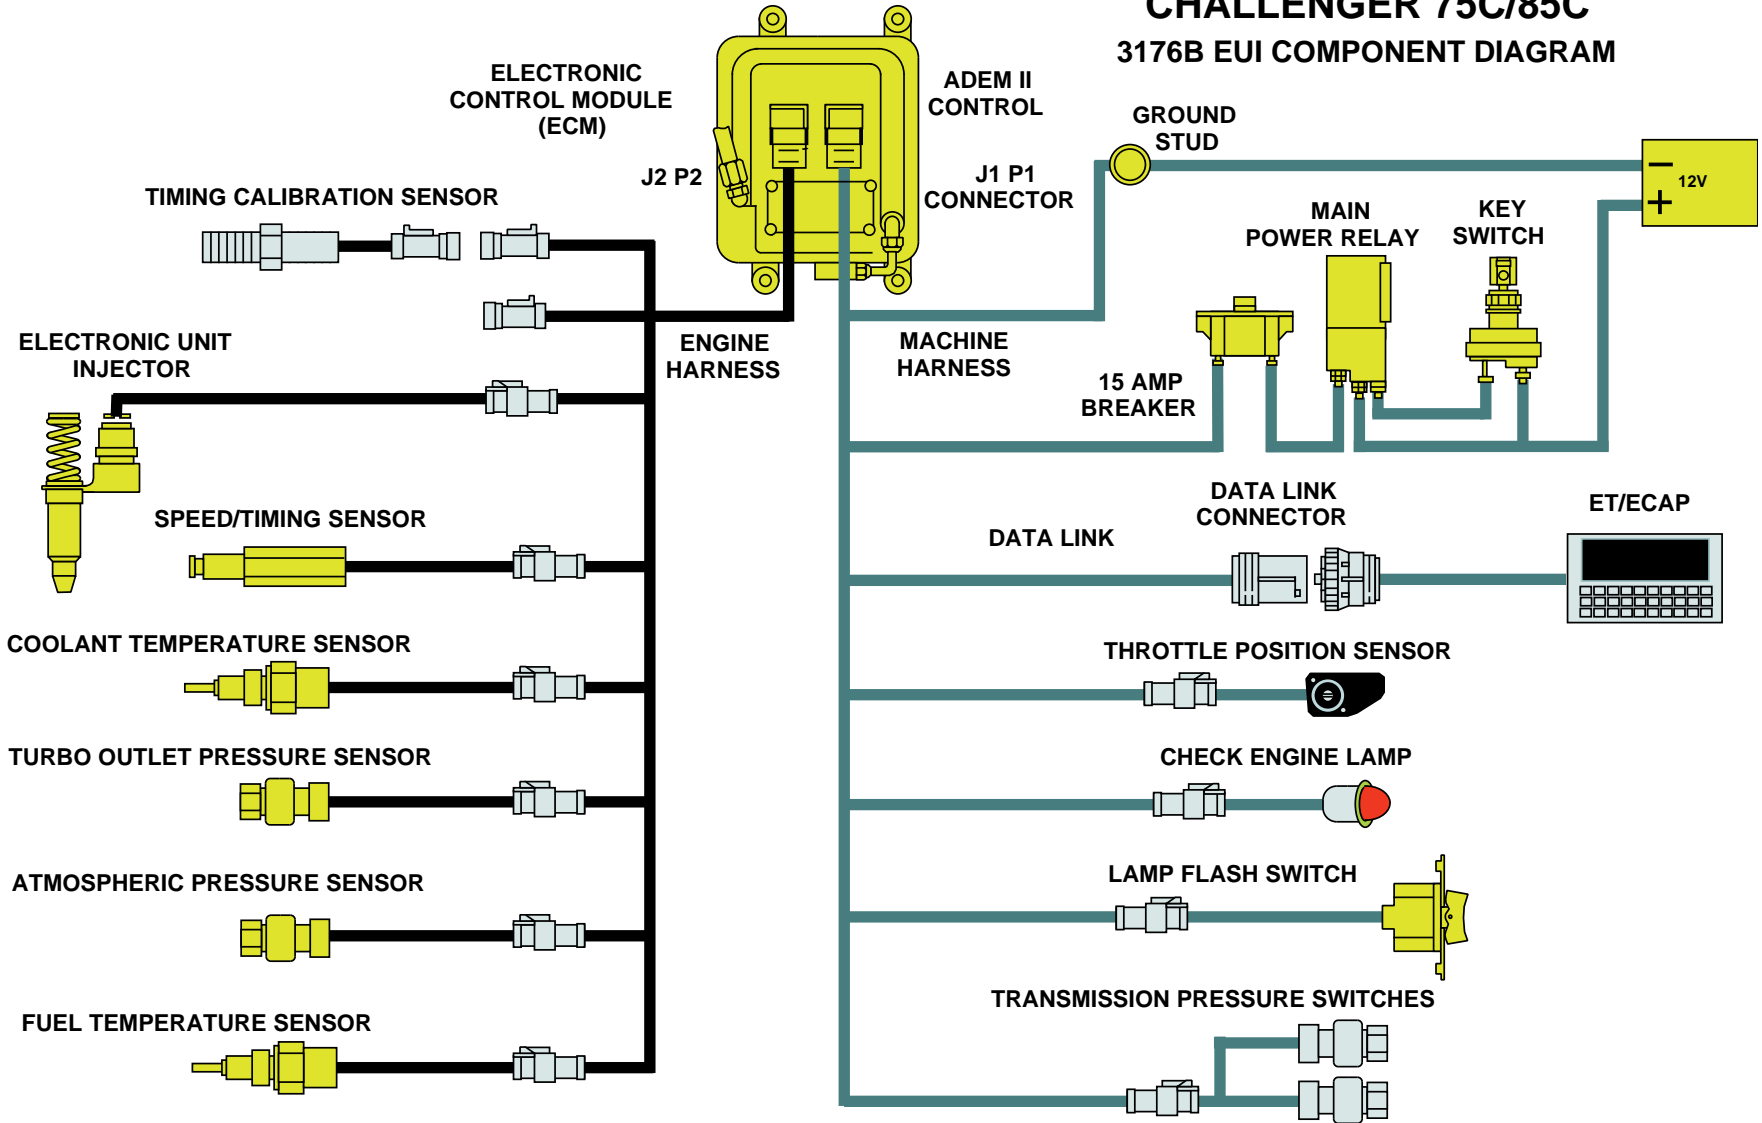 CHALLENGER 75C/85C
3176B EUI COMPONENT DIAGRAM
ELECTRONIC
CONTROL MODULE
(ECM)
ADEM II
CONTROL
GROUND
STUD
J2 P2
J1 P1
CONNECTOR
12V
TIMING CALIBRATION SENSOR
MAIN
POWER RELAY
KEY
SWITCH
ELECTRONIC UNIT
INJECTOR
ENGINE
HARNESS
MACHINE
HARNESS
15 AMP
BREAKER
SPEED/TIMING SENSOR
DATA LINK
DATA LINK
CONNECTOR
ET/ECAP
COOLANT TEMPERATURE SENSOR
THROTTLE POSITION SENSOR
TURBO OUTLET PRESSURE SENSOR
CHECK ENGINE LAMP
ATMOSPHERIC PRESSURE SENSOR
LAMP FLASH SWITCH
FUEL TEMPERATURE SENSOR
TRANSMISSION PRESSURE SWITCHES